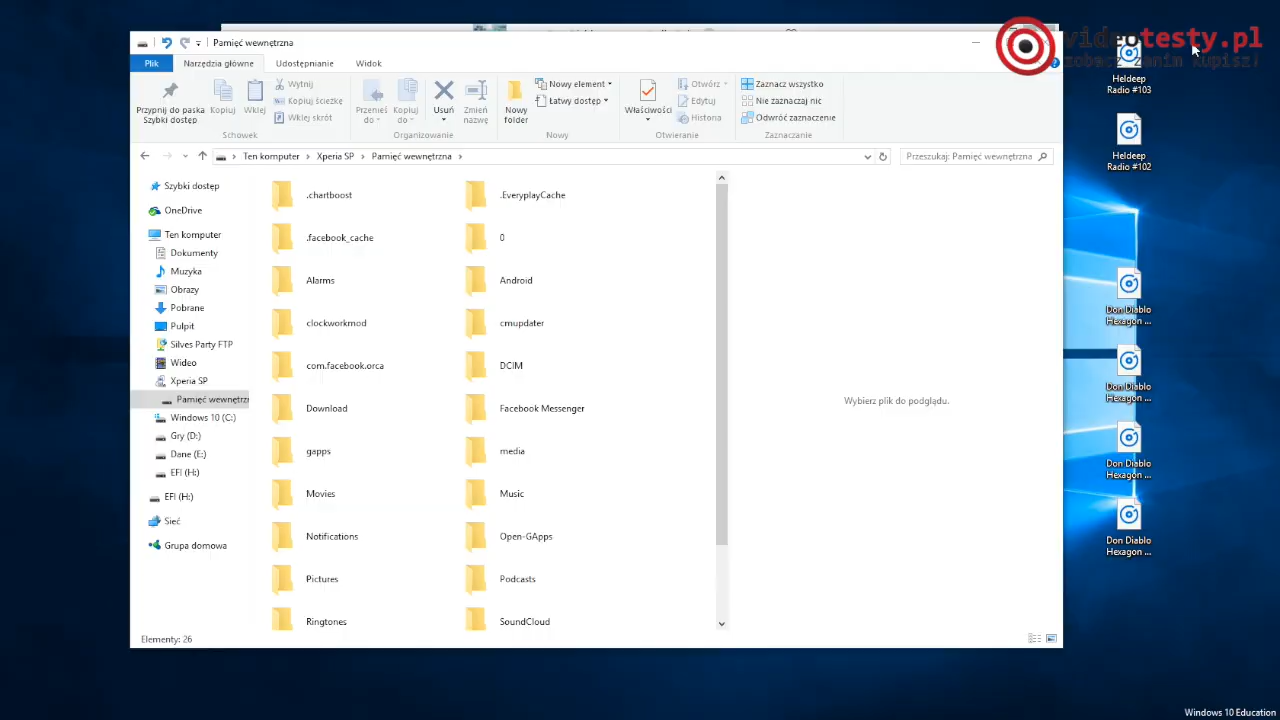 Pamięć wewnętrzna
videotesty.pl
zobacz zanim kupisz!
Plik
Narzędzia główne
Udostępnianie
Widok
Przypnij do paska
Szybki dostęp
Kopiuj
Wklej
Wytnij
Kopiuj ścieżkę
Wklej skrót
Schowek
Przenieś
do
Kopiuj
do
Usuń
Zmień
nazwę
Organizowanie
Nowy
folder
Nowy element
Łatwy dostęp
Nowy
Właściwości
Otwórz
Edytuj
Historia
Otwieranie
Zaznacz wszystko
Nie zaznaczaj nic
Odwróć zaznaczenie
Zaznaczanie
Ten komputer > Xperia SP > Pamięć wewnętrzna >
Przeszukaj: Pamięć wewnętrzna
Szybki dostęp
OneDrive
Ten komputer
Dokumenty
Muzyka
Obrazy
Pobrane
Pulpit
Silves Party FTP
Wideo
Xperia SP
Pamięć wewnętrz
Windows 10 (C:)
Gry (D:)
Dane (E:)
EFI (H:)
EFI (H:)
Sieć
Grupa domowa
.chartboost
.EveryplayCache
.facebook_cache
0
Alarms
Android
clockworkmod
cmupdater
com.facebook.orca
DCIM
Download
Facebook Messenger
gapps
media
Movies
Music
Notifications
Open-GApps
Pictures
Podcasts
Ringtones
SoundCloud
Wybierz plik do podglądu.
Elementy: 26
Heldeep
Radio #103
Heldeep
Radio #102
Don Diablo
Hexagon ...
Don Diablo
Hexagon ...
Don Diablo
Hexagon ...
Don Diablo
Hexagon ...
Windows 10 Education